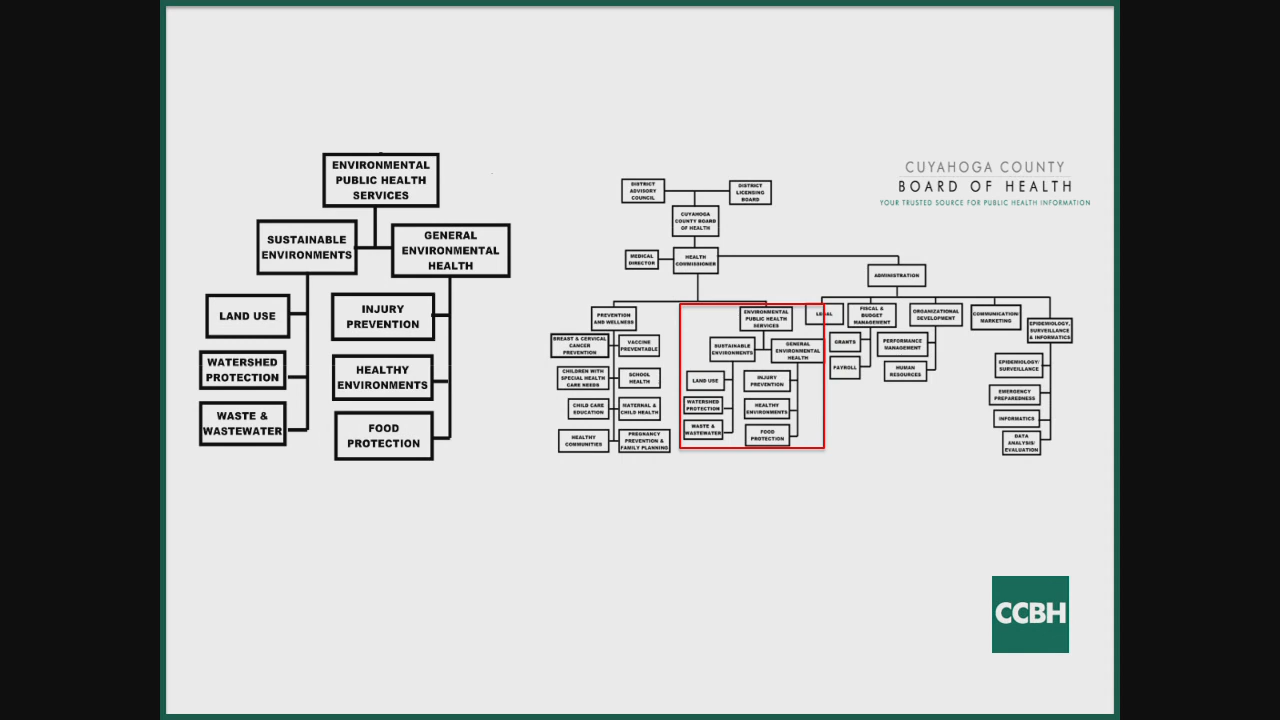 ENVIRONMENTAL
PUBLIC HEALTH
SERVICES
SUSTAINABLE
ENVIRONMENTS
GENERAL
ENVIRONMENTAL
HEALTH
LAND USE
INJURY
PREVENTION
WATERSHED
PROTECTION
HEALTHY
ENVIRONMENTS
WASTE &
WASTEWATER
FOOD
PROTECTION
CUYAHOGA COUNTY
BOARD OF HEALTH
YOUR TRUSTED SOURCE FOR PUBLIC HEALTH INFORMATION
DISTRICT
ADVISORY
COUNCIL
DISTRICT
LICENSING
BOARD
CUYAHOGA
COUNTY BOARD
OF HEALTH
MEDICAL
DIRECTOR
HEALTH
COMMISSIONER
ADMINISTRATION
PREVENTION
AND WELLNESS
BREAST & CERVICAL
CANCER
PREVENTION
VACCINE
PREVENTABLE
CHILDREN WITH
SPECIAL HEALTH
CARE NEEDS
SCHOOL
HEALTH
CHILD CARE
EDUCATION
MATERNAL &
CHILD HEALTH
HEALTHY
COMMUNITIES
PREGNANCY
PREVENTION &
FAMILY PLANNING
ENVIRONMENTAL
PUBLIC HEALTH
SERVICES
SUSTAINABLE
ENVIRONMENTS
GENERAL
ENVIRONMENTAL
HEALTH
LAND USE
INJURY
PREVENTION
WATERSHED
PROTECTION
HEALTHY
ENVIRONMENTS
WASTE &
WASTEWATER
FOOD
PROTECTION
LEGAL
FISCAL &
BUDGET
MANAGEMENT
GRANTS
PAYROLL
ORGANIZATIONAL
DEVELOPMENT
PERFORMANCE
MANAGEMENT
HUMAN
RESOURCES
COMMUNICATION/
MARKETING
EPIDEMIOLOGY,
SURVEILLANCE
& INFORMATICS
EPIDEMIOLOGY/
SURVEILLANCE
EMERGENCY
PREPAREDNESS
INFORMATICS
DATA
ANALYSIS/
EVALUATION
CCBH